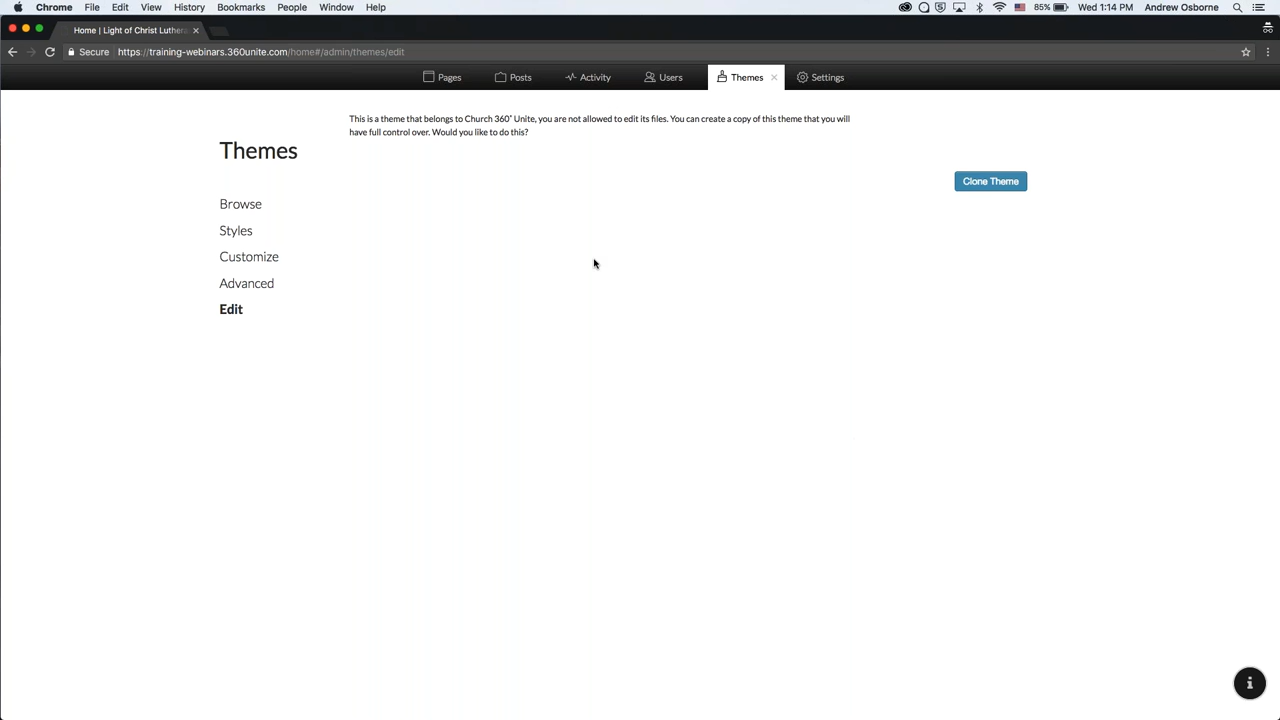 Chrome File Edit View History Bookmarks People Window Help 85% Wed 1:14 PM Andrew Osborne
Home | Light of Christ Luthera
Secure https://training-webinars.360unite.com/home#/admin/themes/edit
Pages Posts Activity Users Themes Settings
This is a theme that belongs to Church 360° Unite, you are not allowed to edit its files. You can create a copy of this theme that you will
have full control over. Would you like to do this?
Themes
Clone Theme
Browse
Styles
Customize
Advanced
Edit